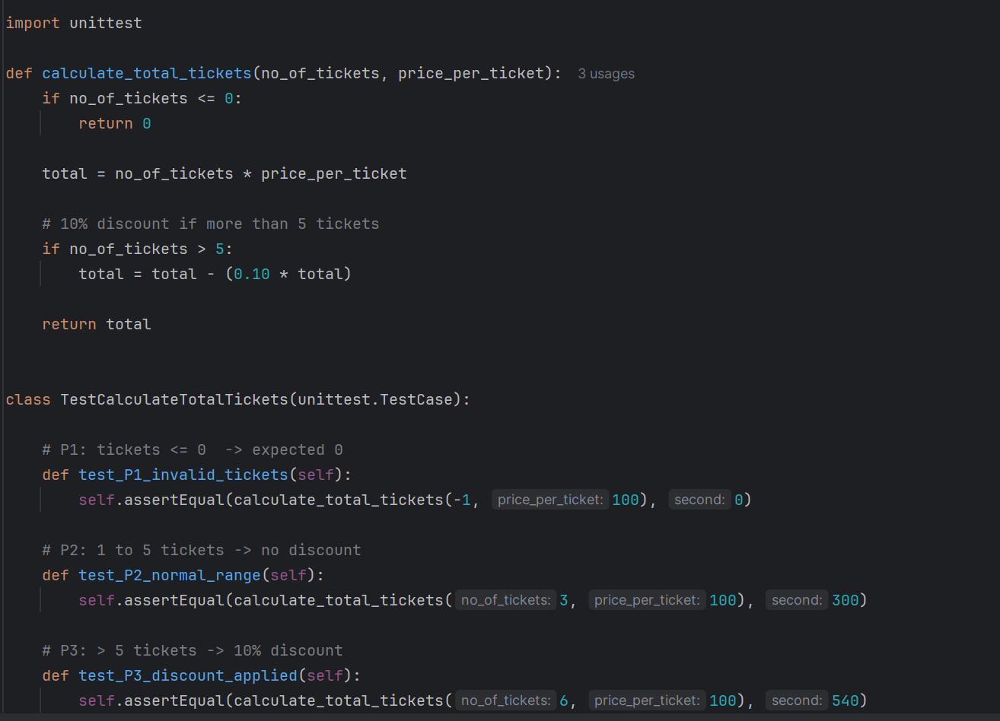 import unittest
def calculate_total_tickets(no_of_tickets, price_per_ticket): 3 usages
    if no_of_tickets <= 0:
        return 0
    total = no_of_tickets * price_per_ticket
    # 10% discount if more than 5 tickets
    if no_of_tickets > 5:
        total = total - (0.10 * total)
    return total
class TestCalculateTotalTickets(unittest.TestCase):
    # P1: tickets <= 0  -> expected 0
    def test_P1_invalid_tickets(self):
        self.assertEqual(calculate_total_tickets(-1, price_per_ticket: 100), second: 0)
    # P2: 1 to 5 tickets -> no discount
    def test_P2_normal_range(self):
        self.assertEqual(calculate_total_tickets( no_of_tickets: 3, price_per_ticket: 100), second: 300)
    # P3: > 5 tickets -> 10% discount
    def test_P3_discount_applied(self):
        self.assertEqual(calculate_total_tickets( no_of_tickets: 6, price_per_ticket: 100), second: 540)